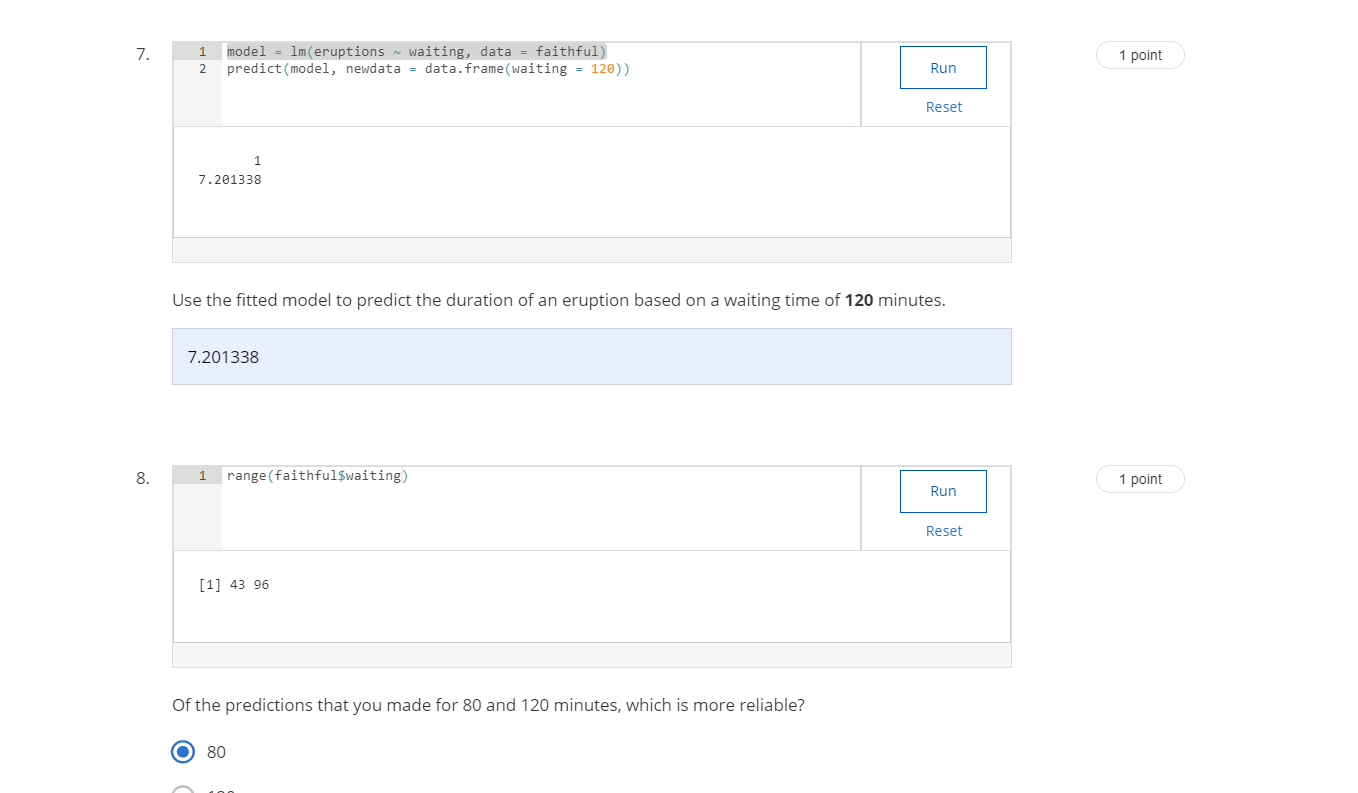 7.
1 model = lm(eruptions ~ waiting, data = faithful)
2 predict(model, newdata = data.frame(waiting = 120))
Run
Reset
1 point
1
7.201338
Use the fitted model to predict the duration of an eruption based on a waiting time of 120 minutes.
7.201338
8.
1 range(faithful$waiting)
Run
Reset
1 point
[1] 43 96
Of the predictions that you made for 80 and 120 minutes, which is more reliable?
80